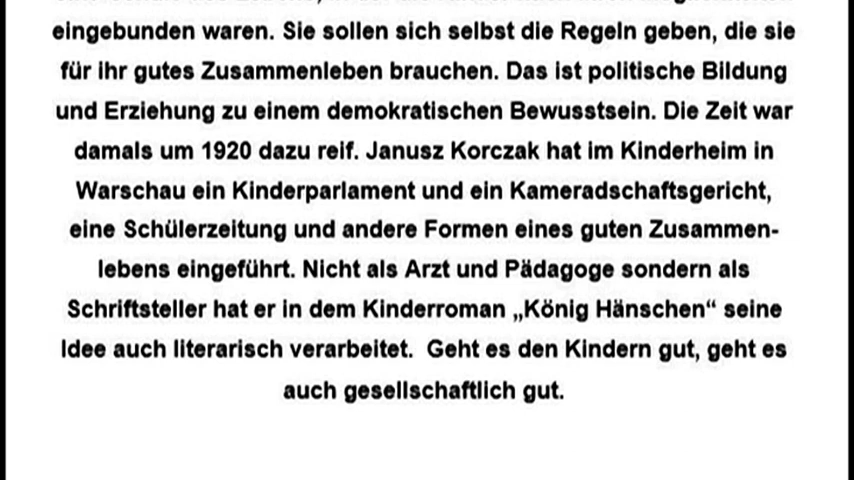 eingebunden waren. Sie sollen sich selbst die Regeln geben, die sie
für ihr gutes Zusammenleben brauchen. Das ist politische Bildung
und Erziehung zu einem demokratischen Bewusstsein. Die Zeit war
damals um 1920 dazu reif. Janusz Korczak hat im Kinderheim in
Warschau ein Kinderparlament und ein Kameradschaftsgericht,
eine Schülerzeitung und andere Formen eines guten Zusammen-
lebens eingeführt. Nicht als Arzt und Pädagoge sondern als
Schriftsteller hat er in dem Kinderroman „König Hänschen“ seine
Idee auch literarisch verarbeitet.  Geht es den Kindern gut, geht es
auch gesellschaftlich gut.